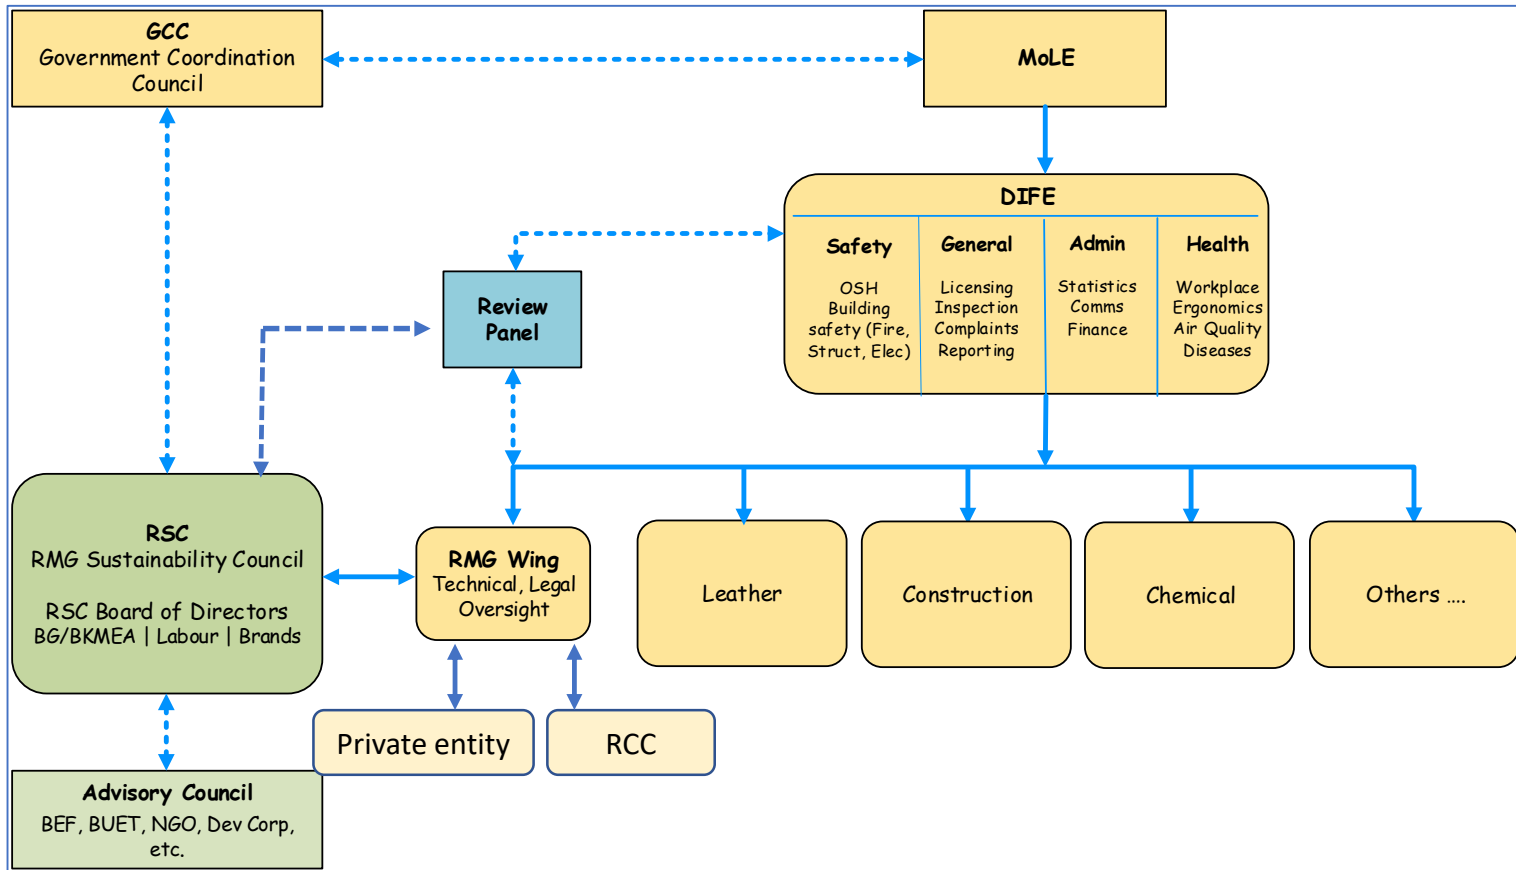 GCC
Government Coordination
Council
MoLE
DIFE
Safety
OSH
Building
safety (Fire,
Struct, Elec)
General
Licensing
Inspection
Complaints
Reporting
Admin
Statistics
Comms
Finance
Health
Workplace
Ergonomics
Air Quality
Diseases
Review
Panel
RSC
RMG Sustainability Council
RSC Board of Directors
BG/BKMEA | Labour | Brands
RMG Wing
Technical, Legal
Oversight
Leather
Construction
Chemical
Others ....
Private entity
RCC
Advisory Council
BEF, BUET, NGO, Dev Corp,
etc.